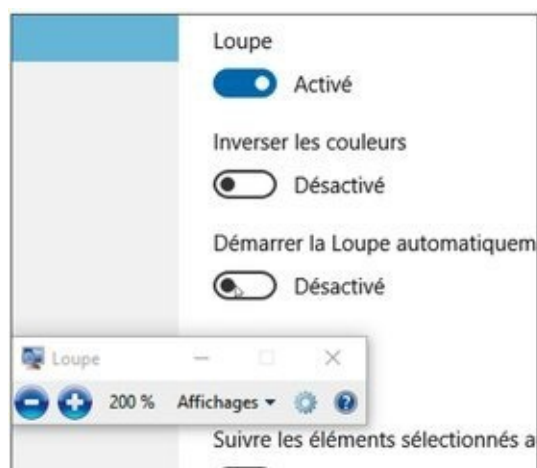 Loupe
Activé
Inverser les couleurs
Désactivé
Démarrer la Loupe automatiquem
Désactivé
Loupe
200 % Affichages
Suivre les éléments sélectionnés a